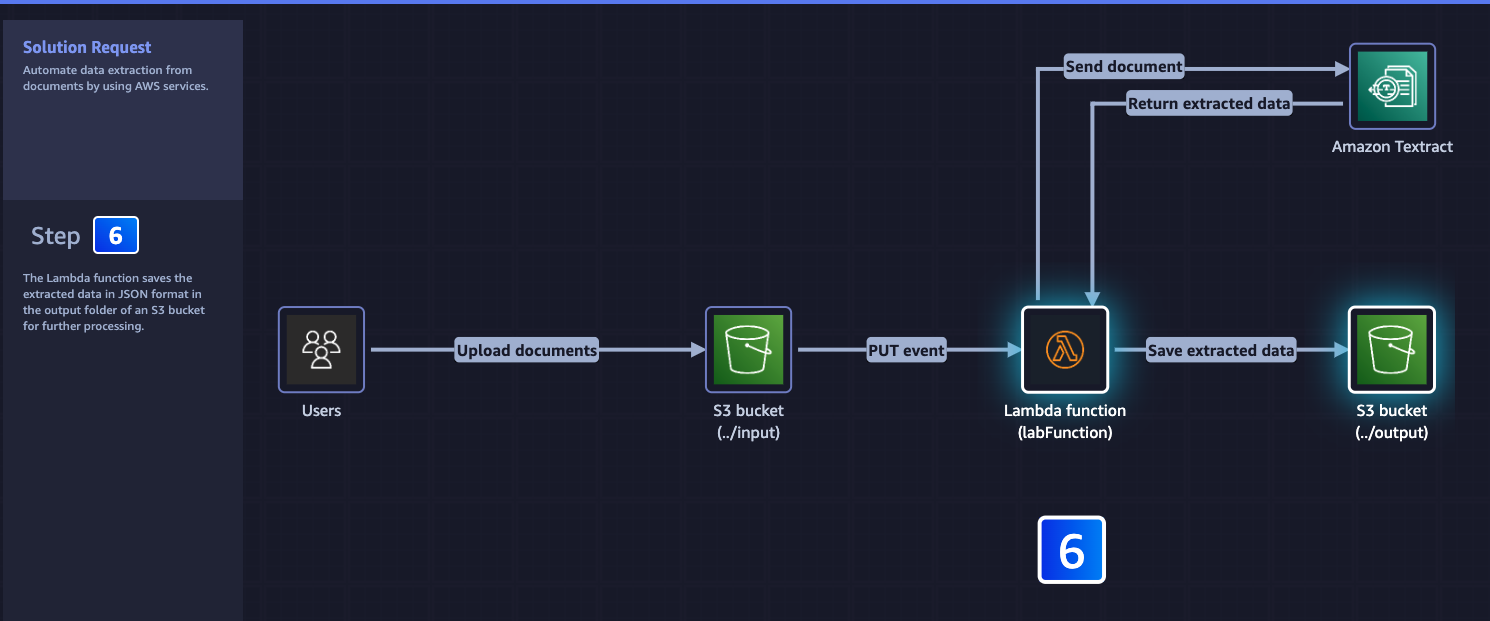 Solution Request
Automate data extraction from
documents by using AWS services.
Step 6
The Lambda function saves the
extracted data in JSON format in
the output folder of an S3 bucket
for further processing.
Send document
Return extracted data
Amazon Textract
Upload documents
PUT event
Save extracted data
Users
S3 bucket
(../input)
Lambda function
(labFunction)
S3 bucket
(../output)
6